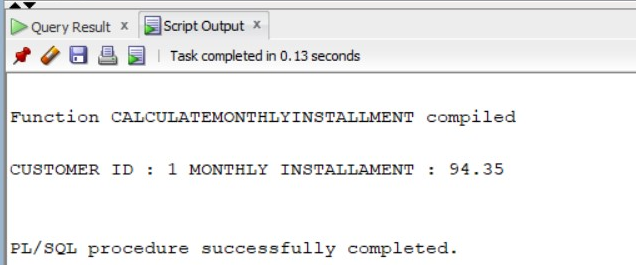 Query Result x Script Output x
Task completed in 0.13 seconds
Function CALCULATEMONTHLYINSTALLMENT compiled
CUSTOMER ID : 1 MONTHLY INSTALLAMENT : 94.35
PL/SQL procedure successfully completed.